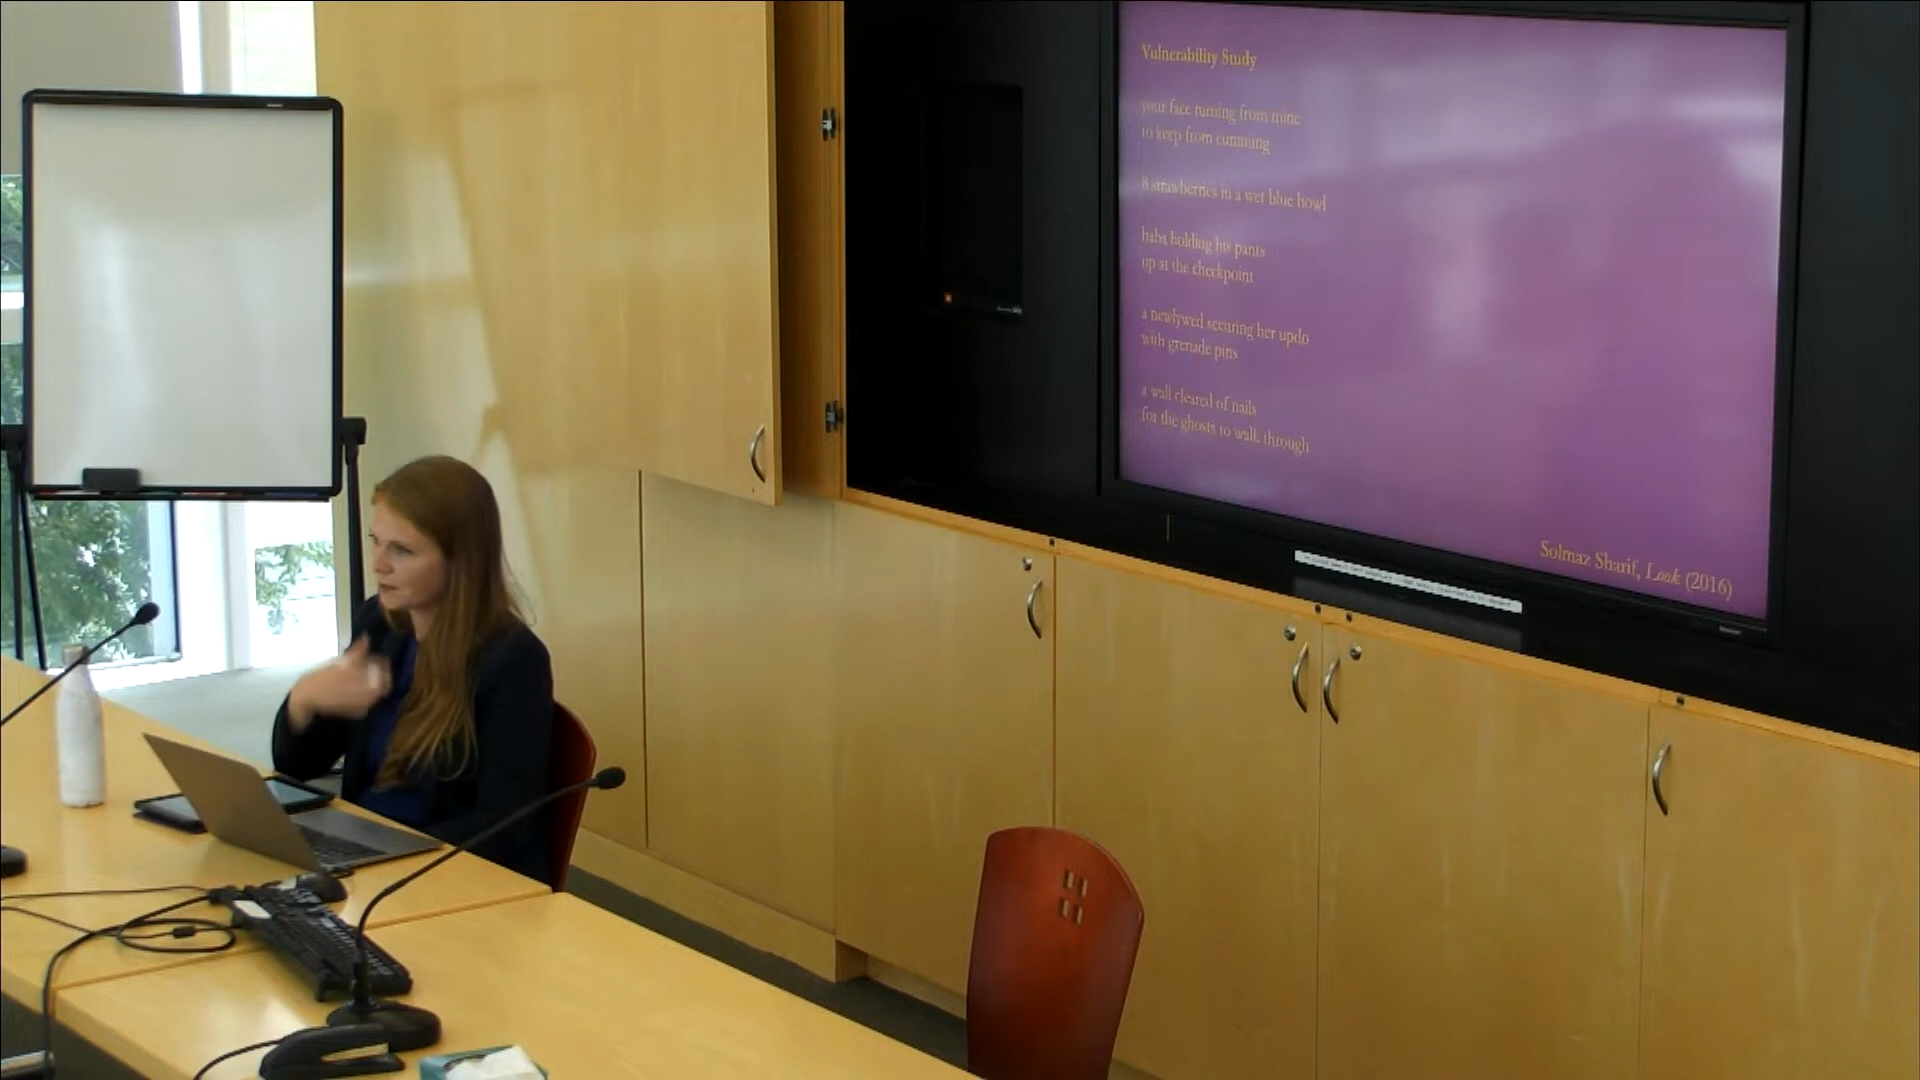 Vulnerability Study
your face turning from mine
to keep from cumming
8 strawberries in a wet blue bowl
baba holding his pants
up at the checkpoint
a newlywed securing her updo
with grenade pins
a wall cleared of nails
for the ghosts to walk through
Solmaz Sharif, Look (2016)